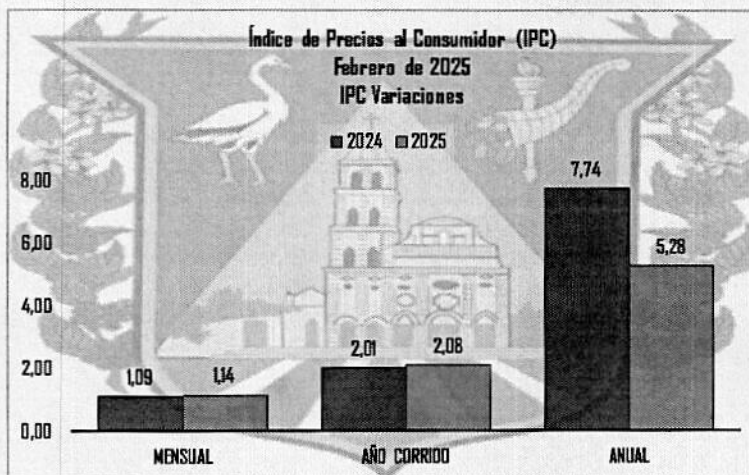 Índice de Precios al Consumidor (IPC)
Febrero de 2025
IPC Variaciones
2024 2025
8,00
6,00
4,00
2,00
0,00
1,09
1,14
2,01
2,08
7,74
5,28
MENSUAL
AÑO CORRIDO
ANUAL